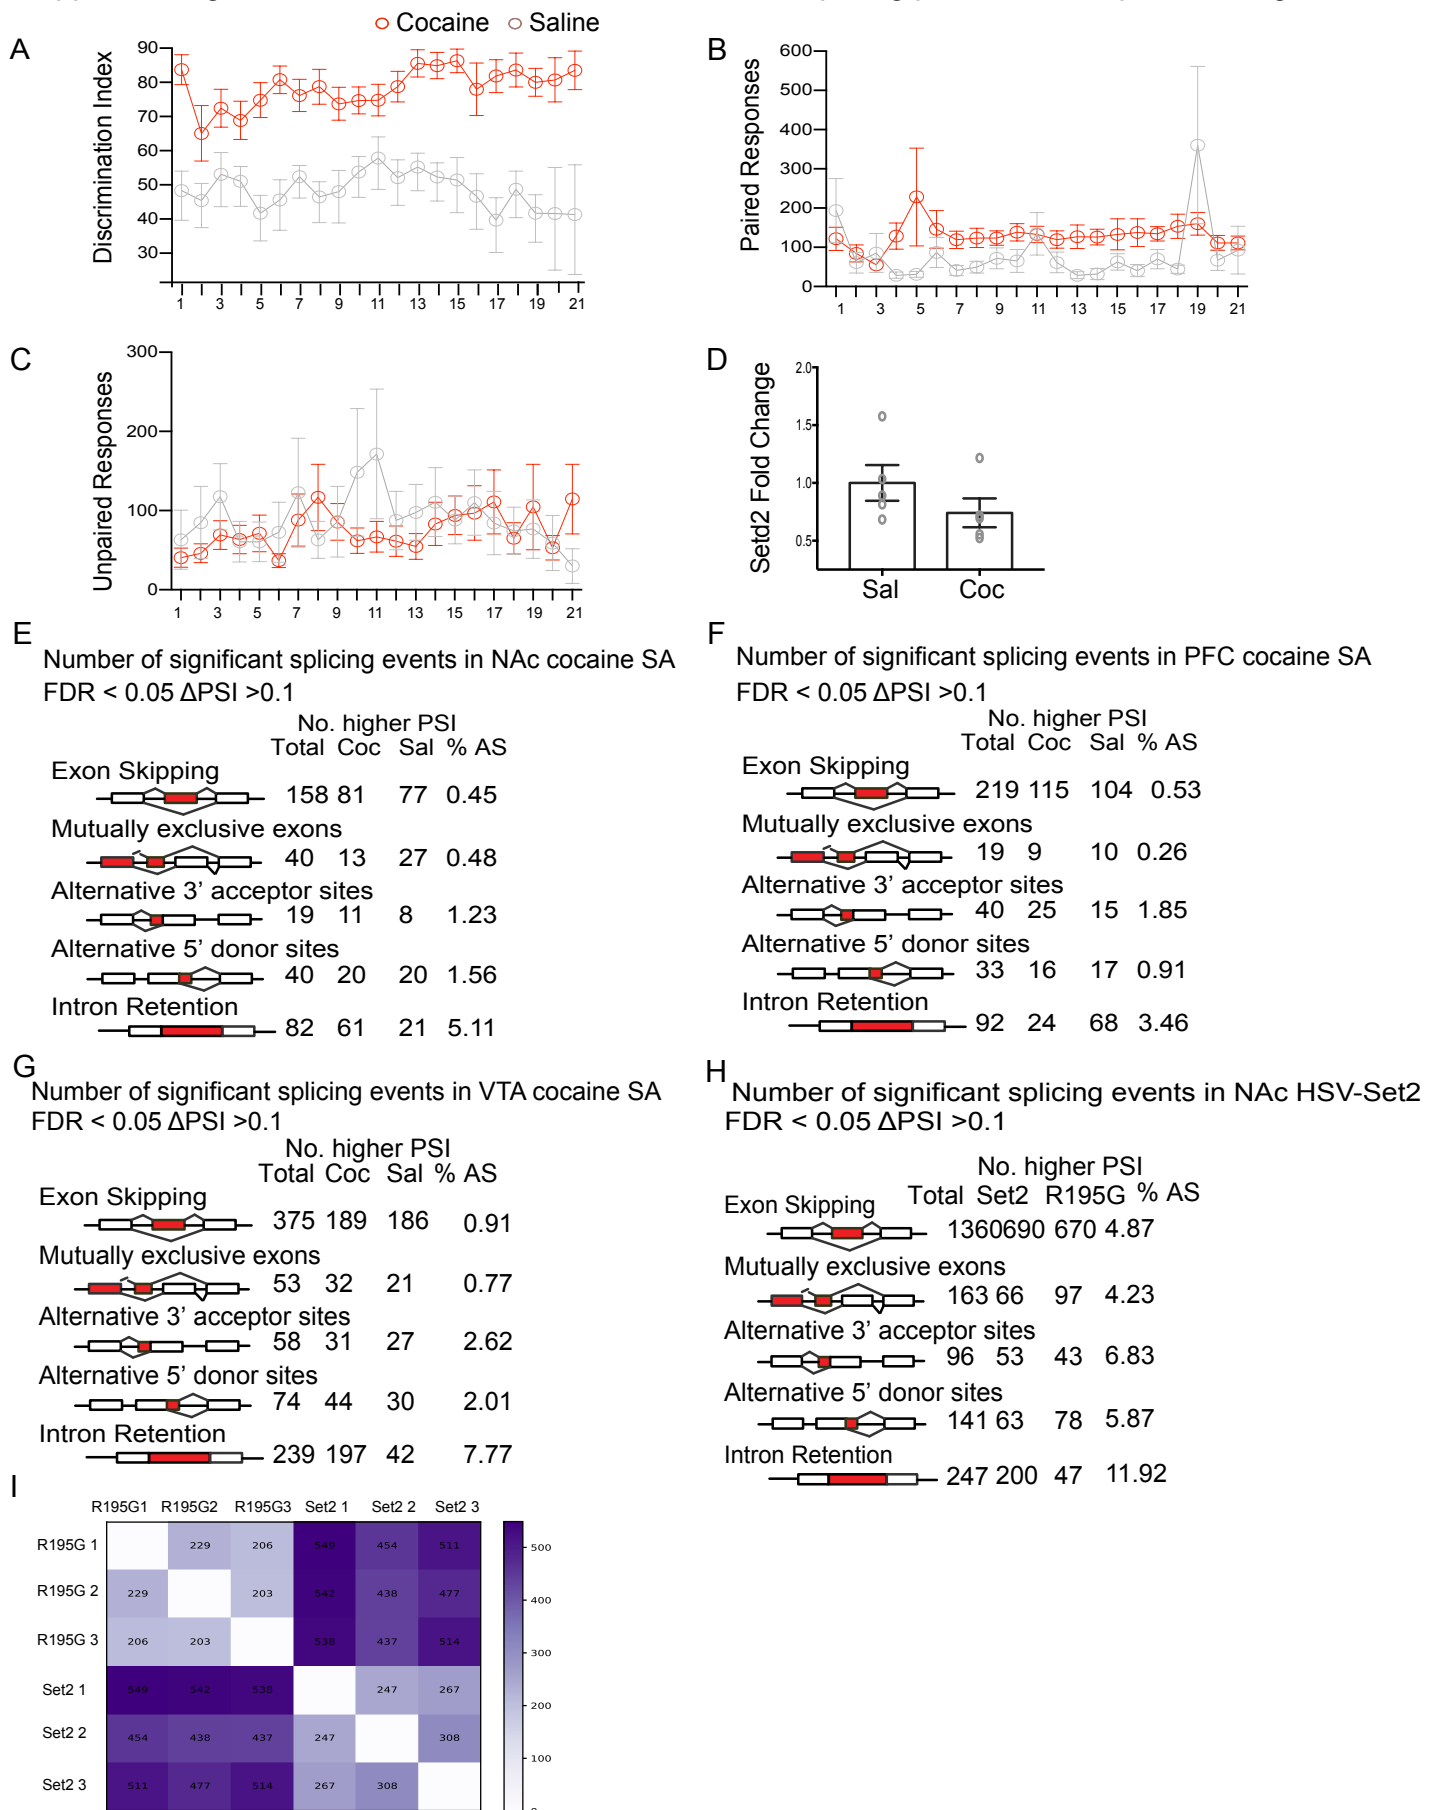 Cocaine Saline
A
Discrimination Index
90
80
70
60
50
40
30
1 3 5 7 9 11 13 15 17 19 21
B
Paired Responses
600
500
400
300
200
100
0
1 3 5 7 9 11 13 15 17 19 21
C
Unpaired Responses
300
200
100
0
1 3 5 7 9 11 13 15 17 19 21
D
Setd2 Fold Change
2.0
1.5
1.0
0.5
Sal Coc
E
Number of significant splicing events in NAc cocaine SA
FDR < 0.05 ΔPSI >0.1
No. higher PSI
Total Coc Sal % AS
Exon Skipping
158 81 77 0.45
Mutually exclusive exons
40 13 27 0.48
Alternative 3’ acceptor sites
19 11 8 1.23
Alternative 5’ donor sites
40 20 20 1.56
Intron Retention
82 61 21 5.11
F
Number of significant splicing events in PFC cocaine SA
FDR < 0.05 ΔPSI >0.1
No. higher PSI
Total Coc Sal % AS
Exon Skipping
219 115 104 0.53
Mutually exclusive exons
19 9 10 0.26
Alternative 3’ acceptor sites
40 25 15 1.85
Alternative 5’ donor sites
33 16 17 0.91
Intron Retention
92 24 68 3.46
G
Number of significant splicing events in VTA cocaine SA
FDR < 0.05 ΔPSI >0.1
No. higher PSI
Total Coc Sal % AS
Exon Skipping
375 189 186 0.91
Mutually exclusive exons
53 32 21 0.77
Alternative 3’ acceptor sites
58 31 27 2.62
Alternative 5’ donor sites
74 44 30 2.01
Intron Retention
239 197 42 7.77
H
Number of significant splicing events in NAc HSV-Set2
FDR < 0.05 ΔPSI >0.1
No. higher PSI
Total Set2 R195G % AS
Exon Skipping
1360690 670 4.87
Mutually exclusive exons
163 66 97 4.23
Alternative 3’ acceptor sites
96 53 43 6.83
Alternative 5’ donor sites
141 63 78 5.87
Intron Retention
247 200 47 11.92
I
R195G1 R195G2 R195G3 Set2 1 Set2 2 Set2 3
R195G 1 229 206 549 454 511
R195G 2 229 203 542 438 477
R195G 3 206 203 538 437 514
Set2 1 549 542 538 247 267
Set2 2 454 438 437 247 308
Set2 3 511 477 514 267 308
500
400
300
200
100